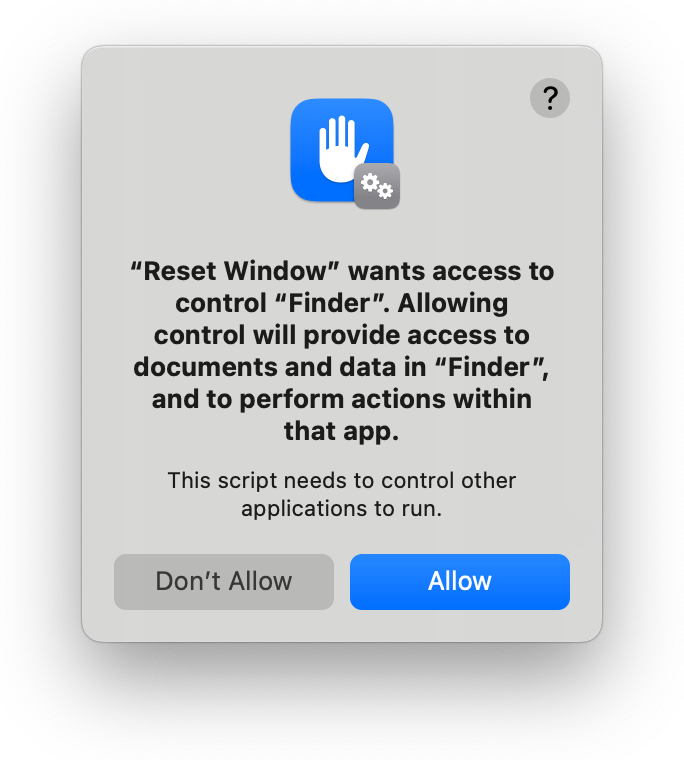 ?
“Reset Window” wants access to
control “Finder”. Allowing
control will provide access to
documents and data in “Finder”,
and to perform actions within
that app.
This script needs to control other
applications to run.
Don’t Allow
Allow